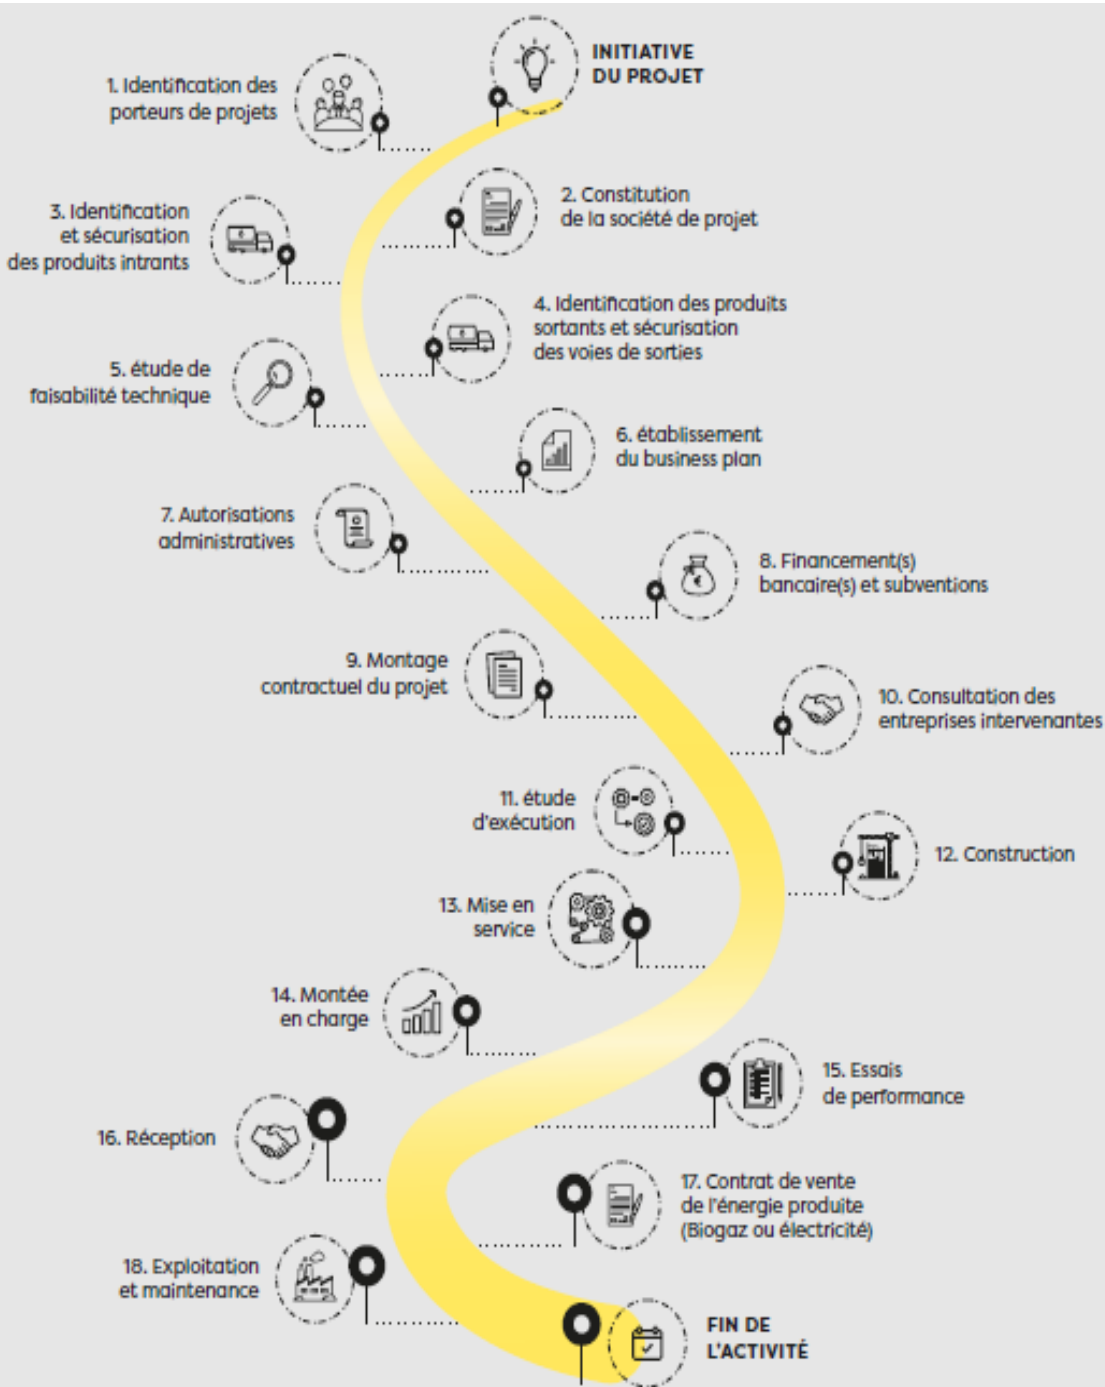 INITIATIVE
DU PROJET
1. Identification des
porteurs de projets
2. Constitution
de la société de projet
3. Identification
et sécurisation
des produits intrants
4. Identification des produits
sortants et sécurisation
des voies de sorties
5. étude de
faisabilité technique
6. établissement
du business plan
7. Autorisations
administratives
8. Financement(s)
bancaire(s) et subventions
9. Montage
contractuel du projet
10. Consultation des
entreprises intervenantes
11. étude
d'exécution
12. Construction
13. Mise en
service
14. Montée
en charge
15. Essais
de performance
16. Réception
17. Contrat de vente
de l'énergie produite
(Biogaz ou électricité)
18. Exploitation
et maintenance
FIN DE
L'ACTIVITÉ